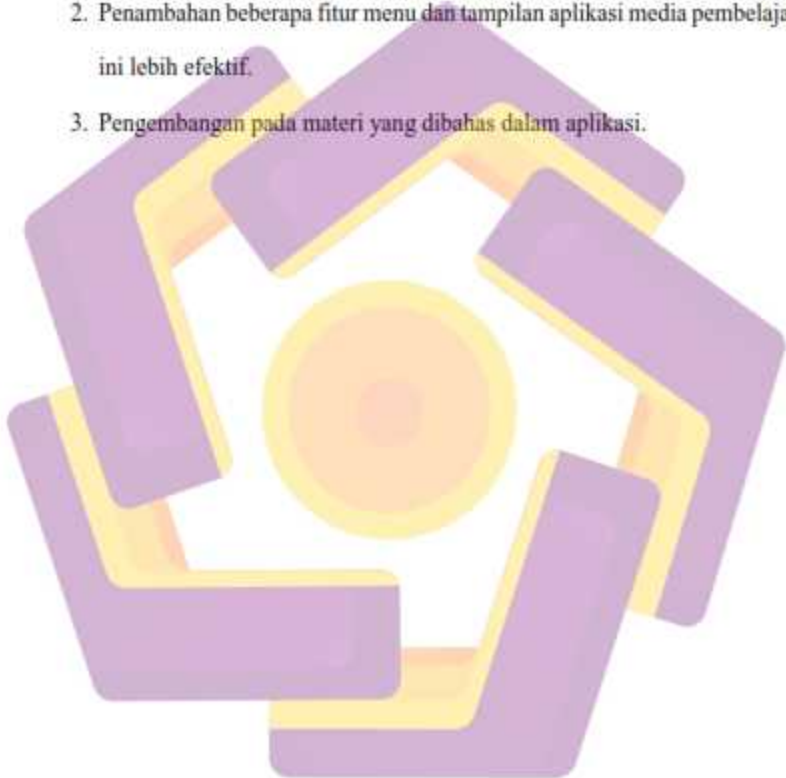 2. Penambahan beberapa fitur menu dan tampilan aplikasi media
ini lebih efektif.
3. Pengembangan pada materi yang dibahas dalam aplikasi.